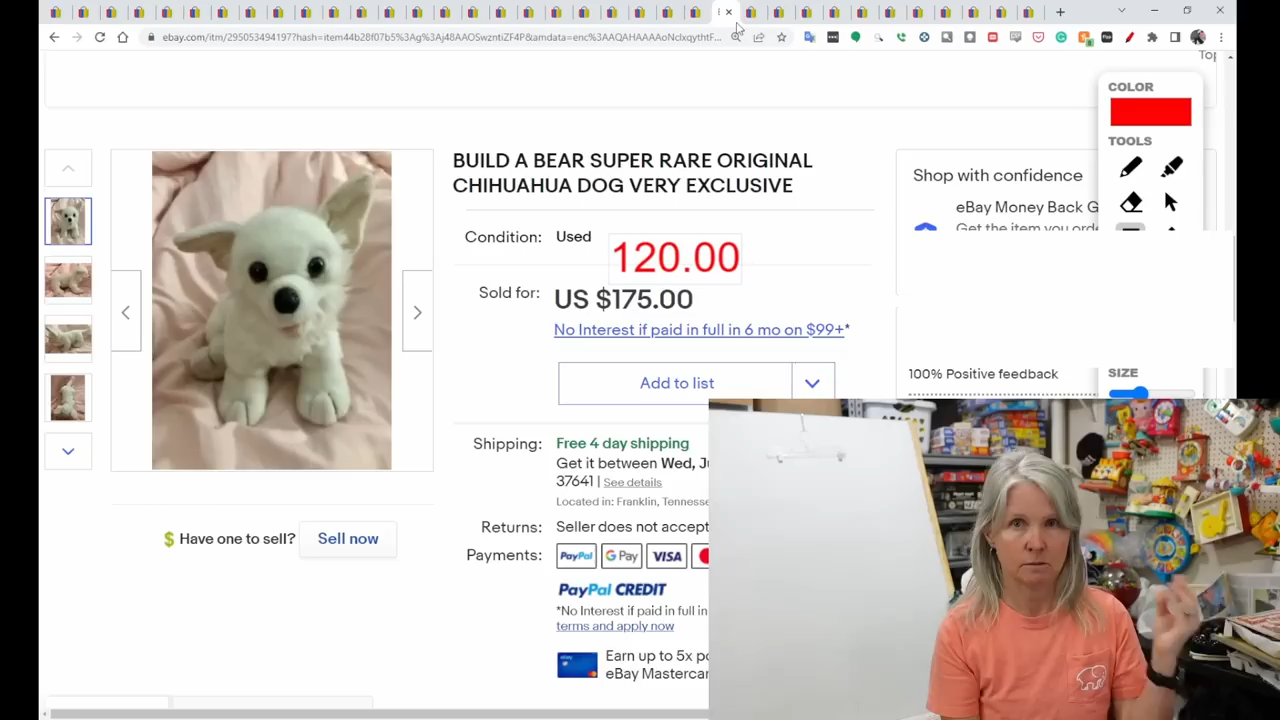 ebay.com/itm/295053494197?hash=item44b28f07b5%3Ag%3Aj48AAOSwzntiZF4P&amdata=enc%3AAQAHAAAAoNclxqythtF...
COLOR
TOOLS
BUILD A BEAR SUPER RARE ORIGINAL
CHIHUAHUA DOG VERY EXCLUSIVE
Shop with confidence
eBay Money Back G
Get the item you orde
Condition: Used
120.00
Sold for: US $175.00
No Interest if paid in full in 6 mo on $99+*
Add to list
100% Positive feedback
SIZE
Shipping: Free 4 day shipping
Get it between Wed, Ju
37641 | See details
Located in: Franklin, Tennesse
Returns: Seller does not accept
Payments: PayPal G Pay VISA
PayPal CREDIT
*No Interest if paid in full in
terms and apply now
Earn up to 5x po
eBay Mastercar
$ Have one to sell? Sell now